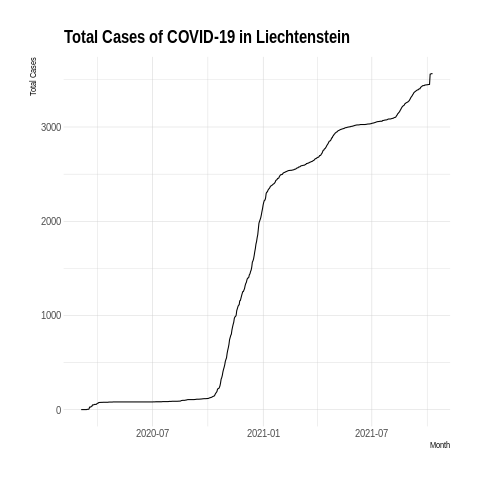 Total Cases of COVID-19 in Liechtenstein
Total Cases
3000
2000
1000
0
2020-07
2021-01
2021-07
Month